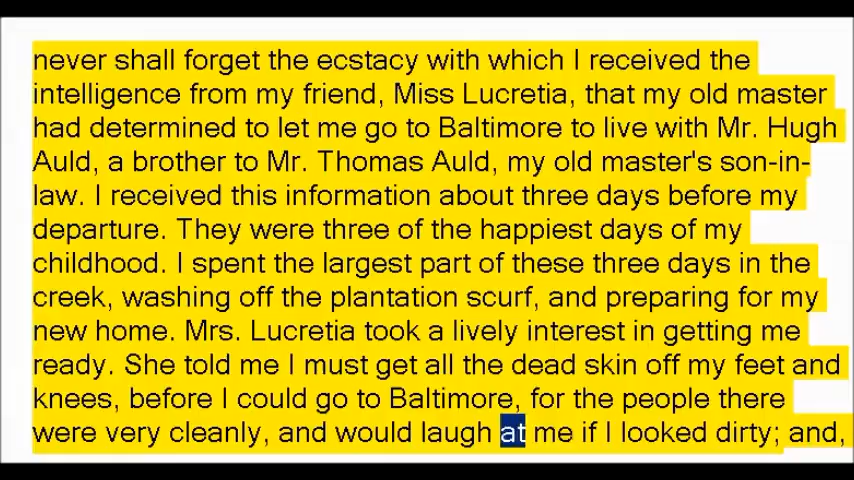 never shall forget the ecstacy with which I received the
intelligence from my friend, Miss Lucretia, that my old master
had determined to let me go to Baltimore to live with Mr. Hugh
Auld, a brother to Mr. Thomas Auld, my old master's son-in-
law. I received this information about three days before my
departure. They were three of the happiest days of my
childhood. I spent the largest part of these three days in the
creek, washing off the plantation scurf, and preparing for my
new home. Mrs. Lucretia took a lively interest in getting me
ready. She told me I must get all the dead skin off my feet and
knees, before I could go to Baltimore, for the people there
were very cleanly, and would laugh at me if I looked dirty; and,